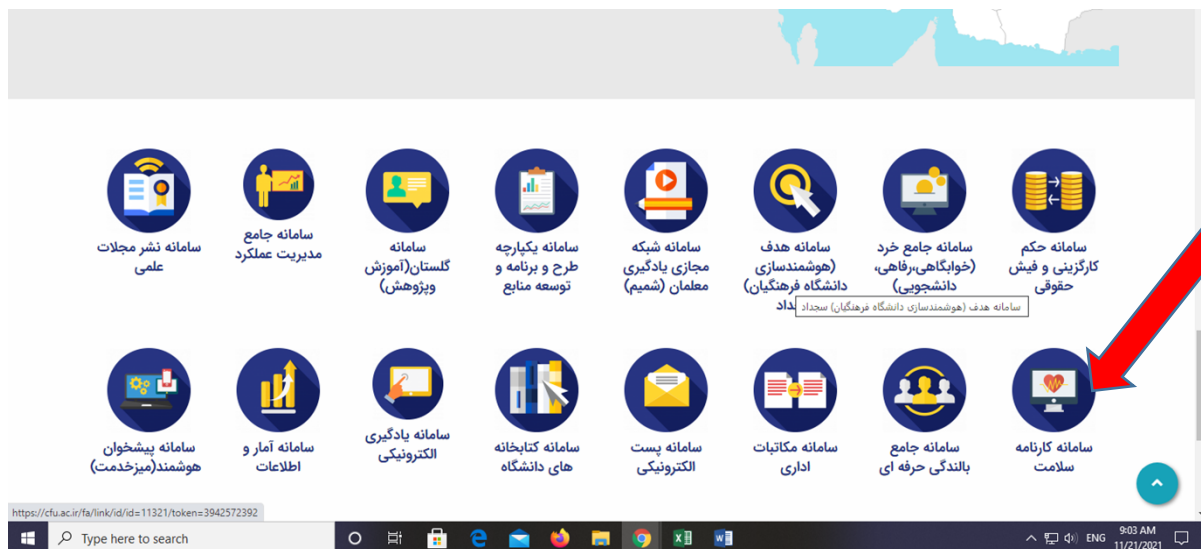 سامانه حکم
کارگزینی و فیش
حقوقی
سامانه جامع خرد
(خوابگاهی،رفاهی،
دانشجویی)
سامانه هدف
(هوشمندسازی
دانشگاه فرهنگیان)
جداد
سامانه هدف (هوشمندسازی دانشگاه فرهنگیان) سجداد
سامانه شبکه
مجازی یادگیری
معلمان (شمیم)
سامانه یکپارچه
طرح و برنامه و
توسعه منابع
سامانه
گلستان(آموزش
وپژوهش)
سامانه جامع
مدیریت عملکرد
سامانه نشر مجلات
علمی
سامانه کارنامه
سلامت
سامانه جامع
بالندگی حرفه ای
سامانه مکاتبات
اداری
سامانه پست
الکترونیکی
سامانه کتابخانه
های دانشگاه
سامانه یادگیری
الکترونیکی
سامانه آمار و
اطلاعات
سامانه پیشخوان
هوشمند(میزخدمت)
https://cfu.ac.ir/fa/link/id/id=11321/token=3942572392
Type here to search
ENG
9:03 AM
11/21/2021